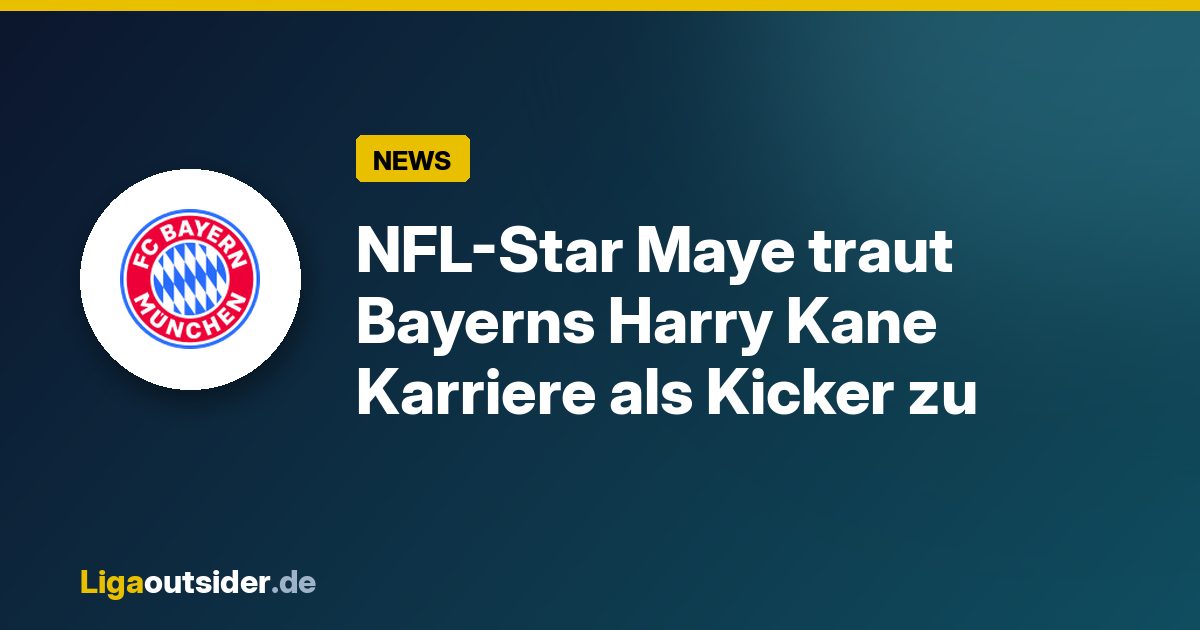 FC BAYERN
MÜNCHEN
NEWS
NFL-Star Maye traut
Bayerns Harry Kane
Karriere als Kicker zu
Ligaoutsider.de